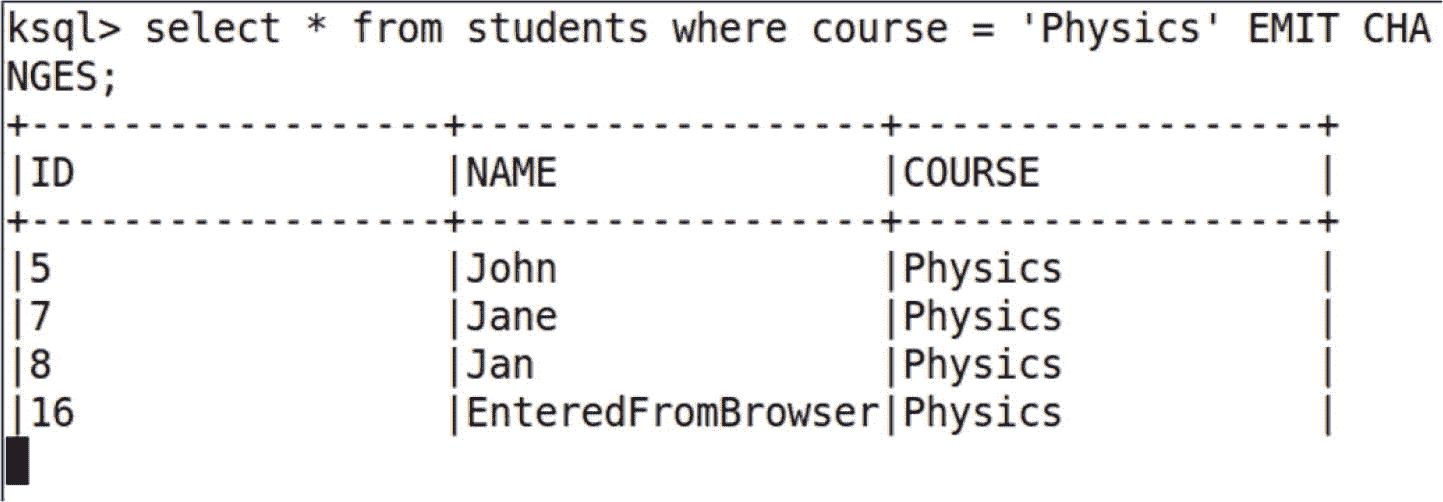 ksql> select * from students where course = 'Physics' EMIT CHA
NGES;
+------------------+------------------+------------------+
|ID                |NAME              |COURSE            |
+------------------+------------------+------------------+
|5                 |John              |Physics           |
|7                 |Jane              |Physics           |
|8                 |Jan               |Physics           |
|16                |EnteredFromBrowser|Physics           |